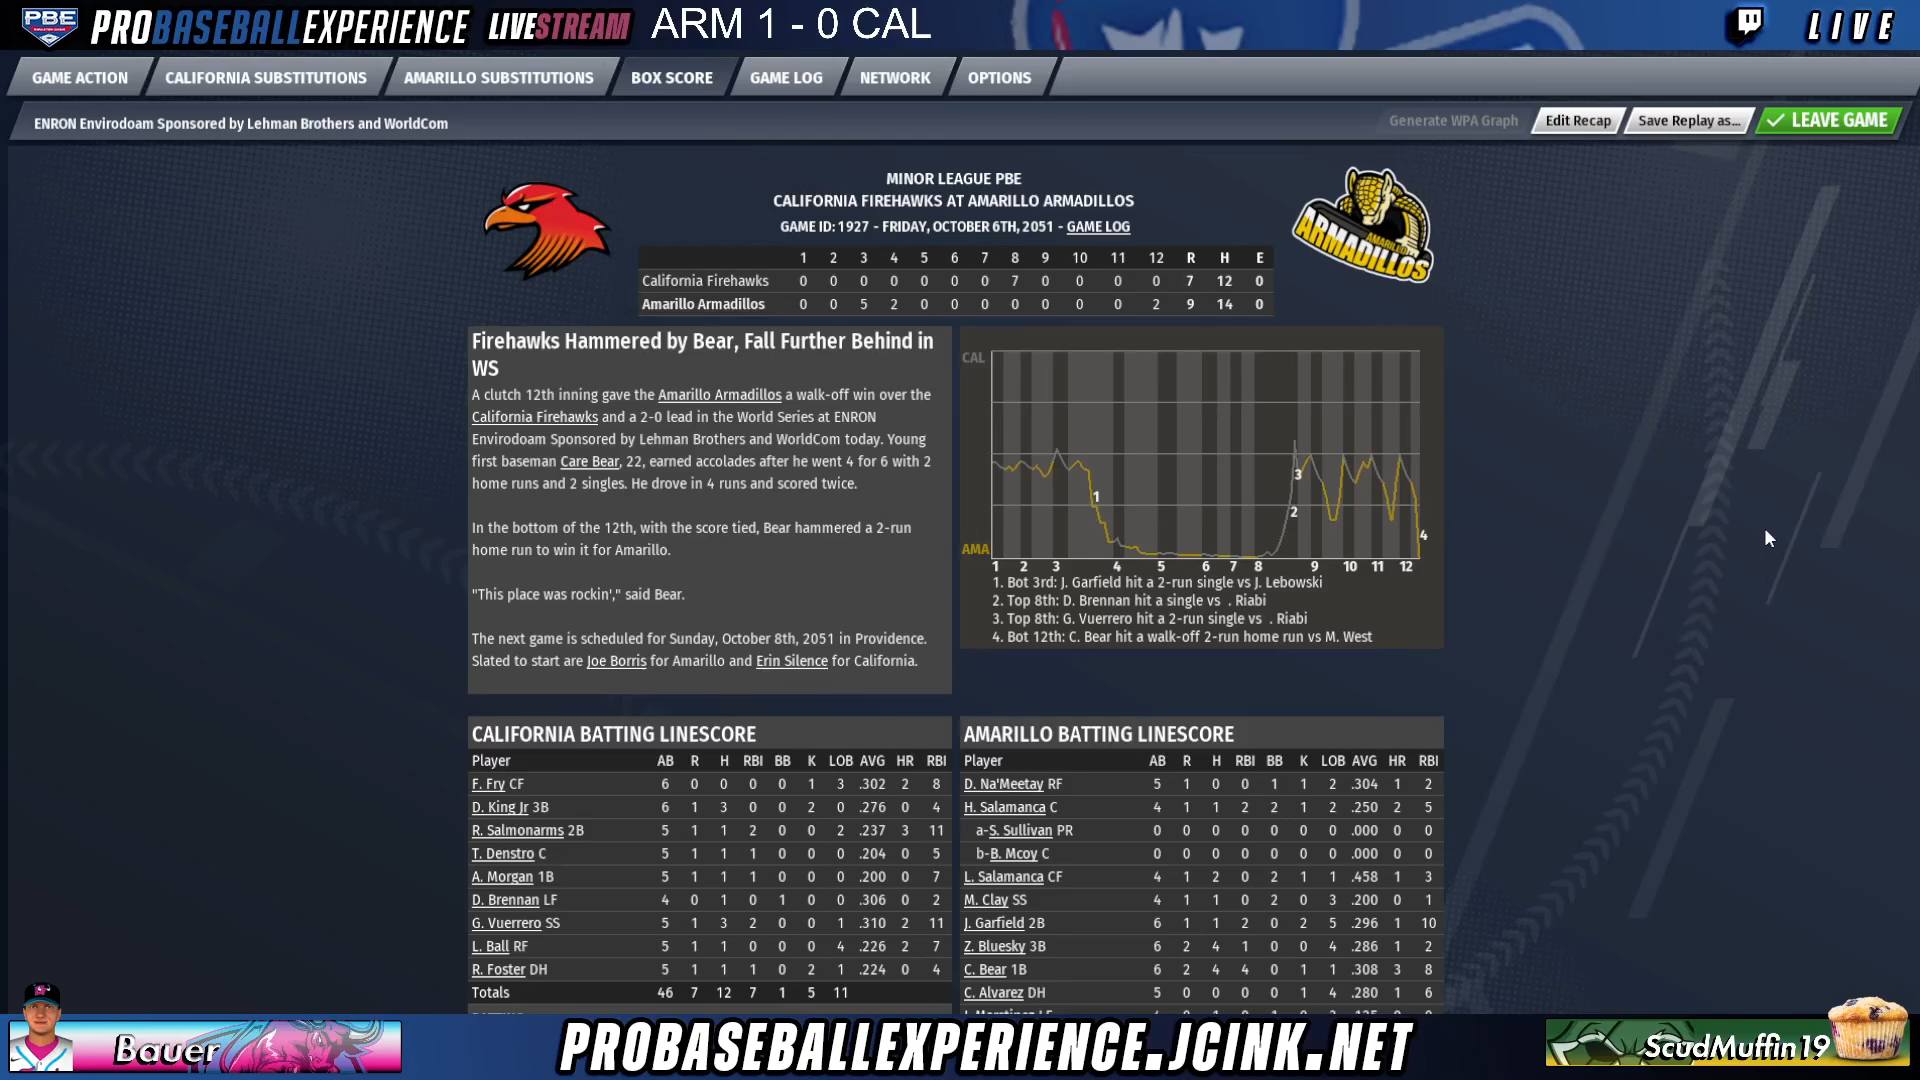 PBE PROBASEBALLEXPERIENCE LIVESTREAM ARM 1 - 0 CAL LIVE
GAME ACTION CALIFORNIA SUBSTITUTIONS AMARILLO SUBSTITUTIONS BOX SCORE GAME LOG NETWORK OPTIONS
ENRON Envirodoam Sponsored by Lehman Brothers and WorldCom Generate WPA Graph Edit Recap Save Replay as... LEAVE GAME
MINOR LEAGUE PBE
CALIFORNIA FIREHAWKS AT AMARILLO ARMADILLOS
GAME ID: 1927 - FRIDAY, OCTOBER 6TH, 2051 - GAME LOG
AMARILLO
ARMADILLOS
1 2 3 4 5 6 7 8 9 10 11 12 R H E
California Firehawks 0 0 0 0 0 0 0 7 0 0 0 0 7 12 0
Amarillo Armadillos 0 0 5 2 0 0 0 0 0 0 0 2 9 14 0
Firehawks Hammered by Bear, Fall Further Behind in
WS
A clutch 12th inning gave the Amarillo Armadillos a walk-off win over the
California Firehawks and a 2-0 lead in the World Series at ENRON
Envirodoam Sponsored by Lehman Brothers and WorldCom today. Young
first baseman Care Bear, 22, earned accolades after he went 4 for 6 with 2
home runs and 2 singles. He drove in 4 runs and scored twice.
In the bottom of the 12th, with the score tied, Bear hammered a 2-run
home run to win it for Amarillo.
"This place was rockin'," said Bear.
The next game is scheduled for Sunday, October 8th, 2051 in Providence.
Slated to start are Joe Borris for Amarillo and Erin Silence for California.
CAL
1
3
2
4
AMA
1 2 3 4 5 6 7 8 9 10 11 12
1. Bot 3rd: J. Garfield hit a 2-run single vs J. Lebowski
2. Top 8th: D. Brennan hit a single vs . Riabi
3. Top 8th: G. Vuerrero hit a 2-run single vs . Riabi
4. Bot 12th: C. Bear hit a walk-off 2-run home run vs M. West
CALIFORNIA BATTING LINESCORE
Player AB R H RBI BB K LOB AVG HR RBI
F. Fry CF 6 0 0 0 0 1 3 .302 2 8
D. King Jr 3B 6 1 3 0 0 2 0 .276 0 4
R. Salmonarms 2B 5 1 1 2 0 0 2 .237 3 11
T. Denstro C 5 1 1 1 0 0 0 .204 0 5
A. Morgan 1B 5 1 1 1 0 0 0 .200 0 7
D. Brennan LF 4 0 1 0 1 0 0 .306 0 2
G. Vuerrero SS 5 1 3 2 0 0 1 .310 2 11
L. Ball RF 5 1 1 0 0 0 4 .226 2 7
R. Foster DH 5 1 1 1 0 2 1 .224 0 4
Totals 46 7 12 7 1 5 11
AMARILLO BATTING LINESCORE
Player AB R H RBI BB K LOB AVG HR RBI
D. Na'Meetay RF 5 1 0 0 1 1 2 .304 1 2
H. Salamanca C 4 1 1 2 2 1 2 .250 2 5
a-S. Sullivan PR 0 0 0 0 0 0 0 .000 0 0
b-B. Mcoy C 0 0 0 0 0 0 0 .000 0 0
L. Salamanca CF 4 1 2 0 2 1 1 .458 1 3
M. Clay SS 4 1 1 0 2 0 3 .200 0 1
J. Garfield 2B 6 1 1 2 0 2 5 .296 1 10
Z. Bluesky 3B 6 2 4 1 0 0 4 .286 1 2
C. Bear 1B 6 2 4 4 0 1 1 .308 3 8
C. Alvarez DH 5 0 0 0 0 1 4 .280 1 6
Bauer PROBASEBALLEXPERIENCE.JCINK.NET ScudMuffin19